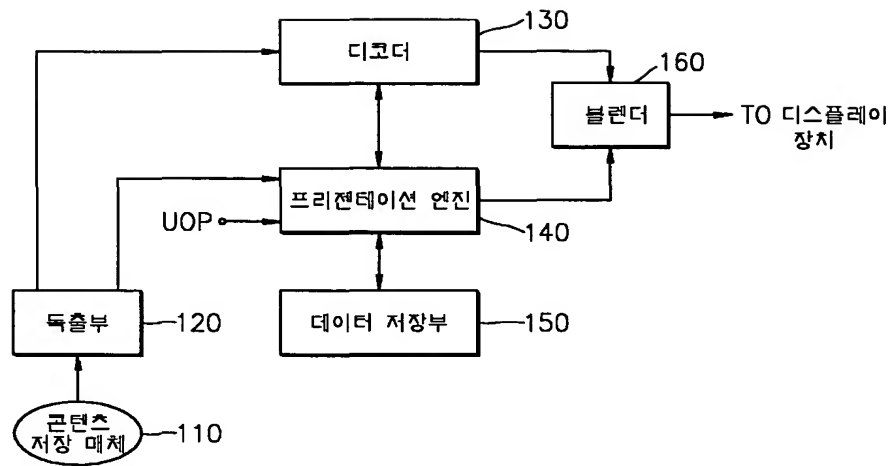 130
디코더
160
블렌더
TO 디스플레이
장치
프리젠테이션 엔진
UOP
140
독출부
120
데이터 저장부
150
콘텐츠
저장 매체
110